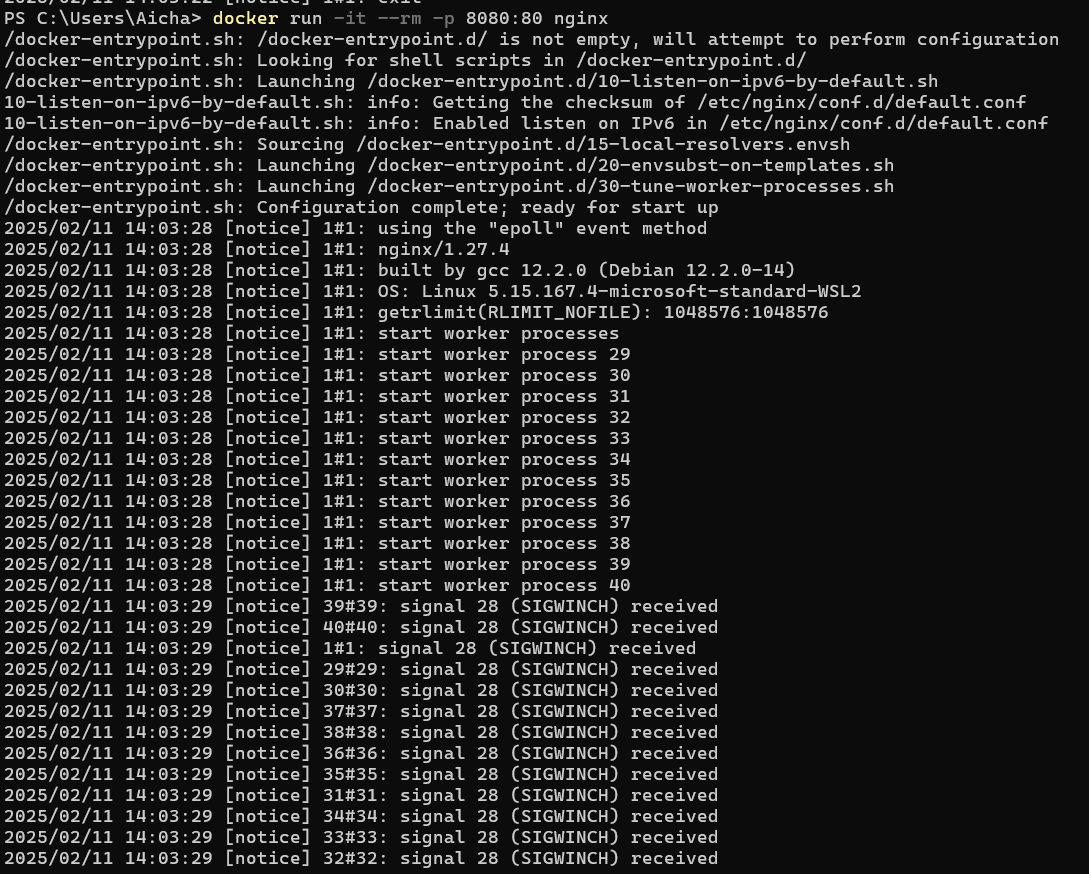 2025/02/11 14:03:22 [notice] 1#1: exit
PS C:\Users\Aicha> docker run -it --rm -p 8080:80 nginx
/docker-entrypoint.sh: /docker-entrypoint.d/ is not empty, will attempt to perform configuration
/docker-entrypoint.sh: Looking for shell scripts in /docker-entrypoint.d/
/docker-entrypoint.sh: Launching /docker-entrypoint.d/10-listen-on-ipv6-by-default.sh
10-listen-on-ipv6-by-default.sh: info: Getting the checksum of /etc/nginx/conf.d/default.conf
10-listen-on-ipv6-by-default.sh: info: Enabled listen on IPv6 in /etc/nginx/conf.d/default.conf
/docker-entrypoint.sh: Sourcing /docker-entrypoint.d/15-local-resolvers.envsh
/docker-entrypoint.sh: Launching /docker-entrypoint.d/20-envsubst-on-templates.sh
/docker-entrypoint.sh: Launching /docker-entrypoint.d/30-tune-worker-processes.sh
/docker-entrypoint.sh: Configuration complete; ready for start up
2025/02/11 14:03:28 [notice] 1#1: using the "epoll" event method
2025/02/11 14:03:28 [notice] 1#1: nginx/1.27.4
2025/02/11 14:03:28 [notice] 1#1: built by gcc 12.2.0 (Debian 12.2.0-14)
2025/02/11 14:03:28 [notice] 1#1: OS: Linux 5.15.167.4-microsoft-standard-WSL2
2025/02/11 14:03:28 [notice] 1#1: getrlimit(RLIMIT_NOFILE): 1048576:1048576
2025/02/11 14:03:28 [notice] 1#1: start worker processes
2025/02/11 14:03:28 [notice] 1#1: start worker process 29
2025/02/11 14:03:28 [notice] 1#1: start worker process 30
2025/02/11 14:03:28 [notice] 1#1: start worker process 31
2025/02/11 14:03:28 [notice] 1#1: start worker process 32
2025/02/11 14:03:28 [notice] 1#1: start worker process 33
2025/02/11 14:03:28 [notice] 1#1: start worker process 34
2025/02/11 14:03:28 [notice] 1#1: start worker process 35
2025/02/11 14:03:28 [notice] 1#1: start worker process 36
2025/02/11 14:03:28 [notice] 1#1: start worker process 37
2025/02/11 14:03:28 [notice] 1#1: start worker process 38
2025/02/11 14:03:28 [notice] 1#1: start worker process 39
2025/02/11 14:03:28 [notice] 1#1: start worker process 40
2025/02/11 14:03:29 [notice] 39#39: signal 28 (SIGWINCH) received
2025/02/11 14:03:29 [notice] 40#40: signal 28 (SIGWINCH) received
2025/02/11 14:03:29 [notice] 1#1: signal 28 (SIGWINCH) received
2025/02/11 14:03:29 [notice] 29#29: signal 28 (SIGWINCH) received
2025/02/11 14:03:29 [notice] 30#30: signal 28 (SIGWINCH) received
2025/02/11 14:03:29 [notice] 37#37: signal 28 (SIGWINCH) received
2025/02/11 14:03:29 [notice] 38#38: signal 28 (SIGWINCH) received
2025/02/11 14:03:29 [notice] 36#36: signal 28 (SIGWINCH) received
2025/02/11 14:03:29 [notice] 35#35: signal 28 (SIGWINCH) received
2025/02/11 14:03:29 [notice] 31#31: signal 28 (SIGWINCH) received
2025/02/11 14:03:29 [notice] 34#34: signal 28 (SIGWINCH) received
2025/02/11 14:03:29 [notice] 33#33: signal 28 (SIGWINCH) received
2025/02/11 14:03:29 [notice] 32#32: signal 28 (SIGWINCH) received